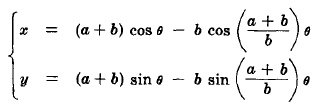 x = (a + b) cos θ − b cos ((a + b)/b) θ
y = (a + b) sin θ − b sin ((a + b)/b) θ